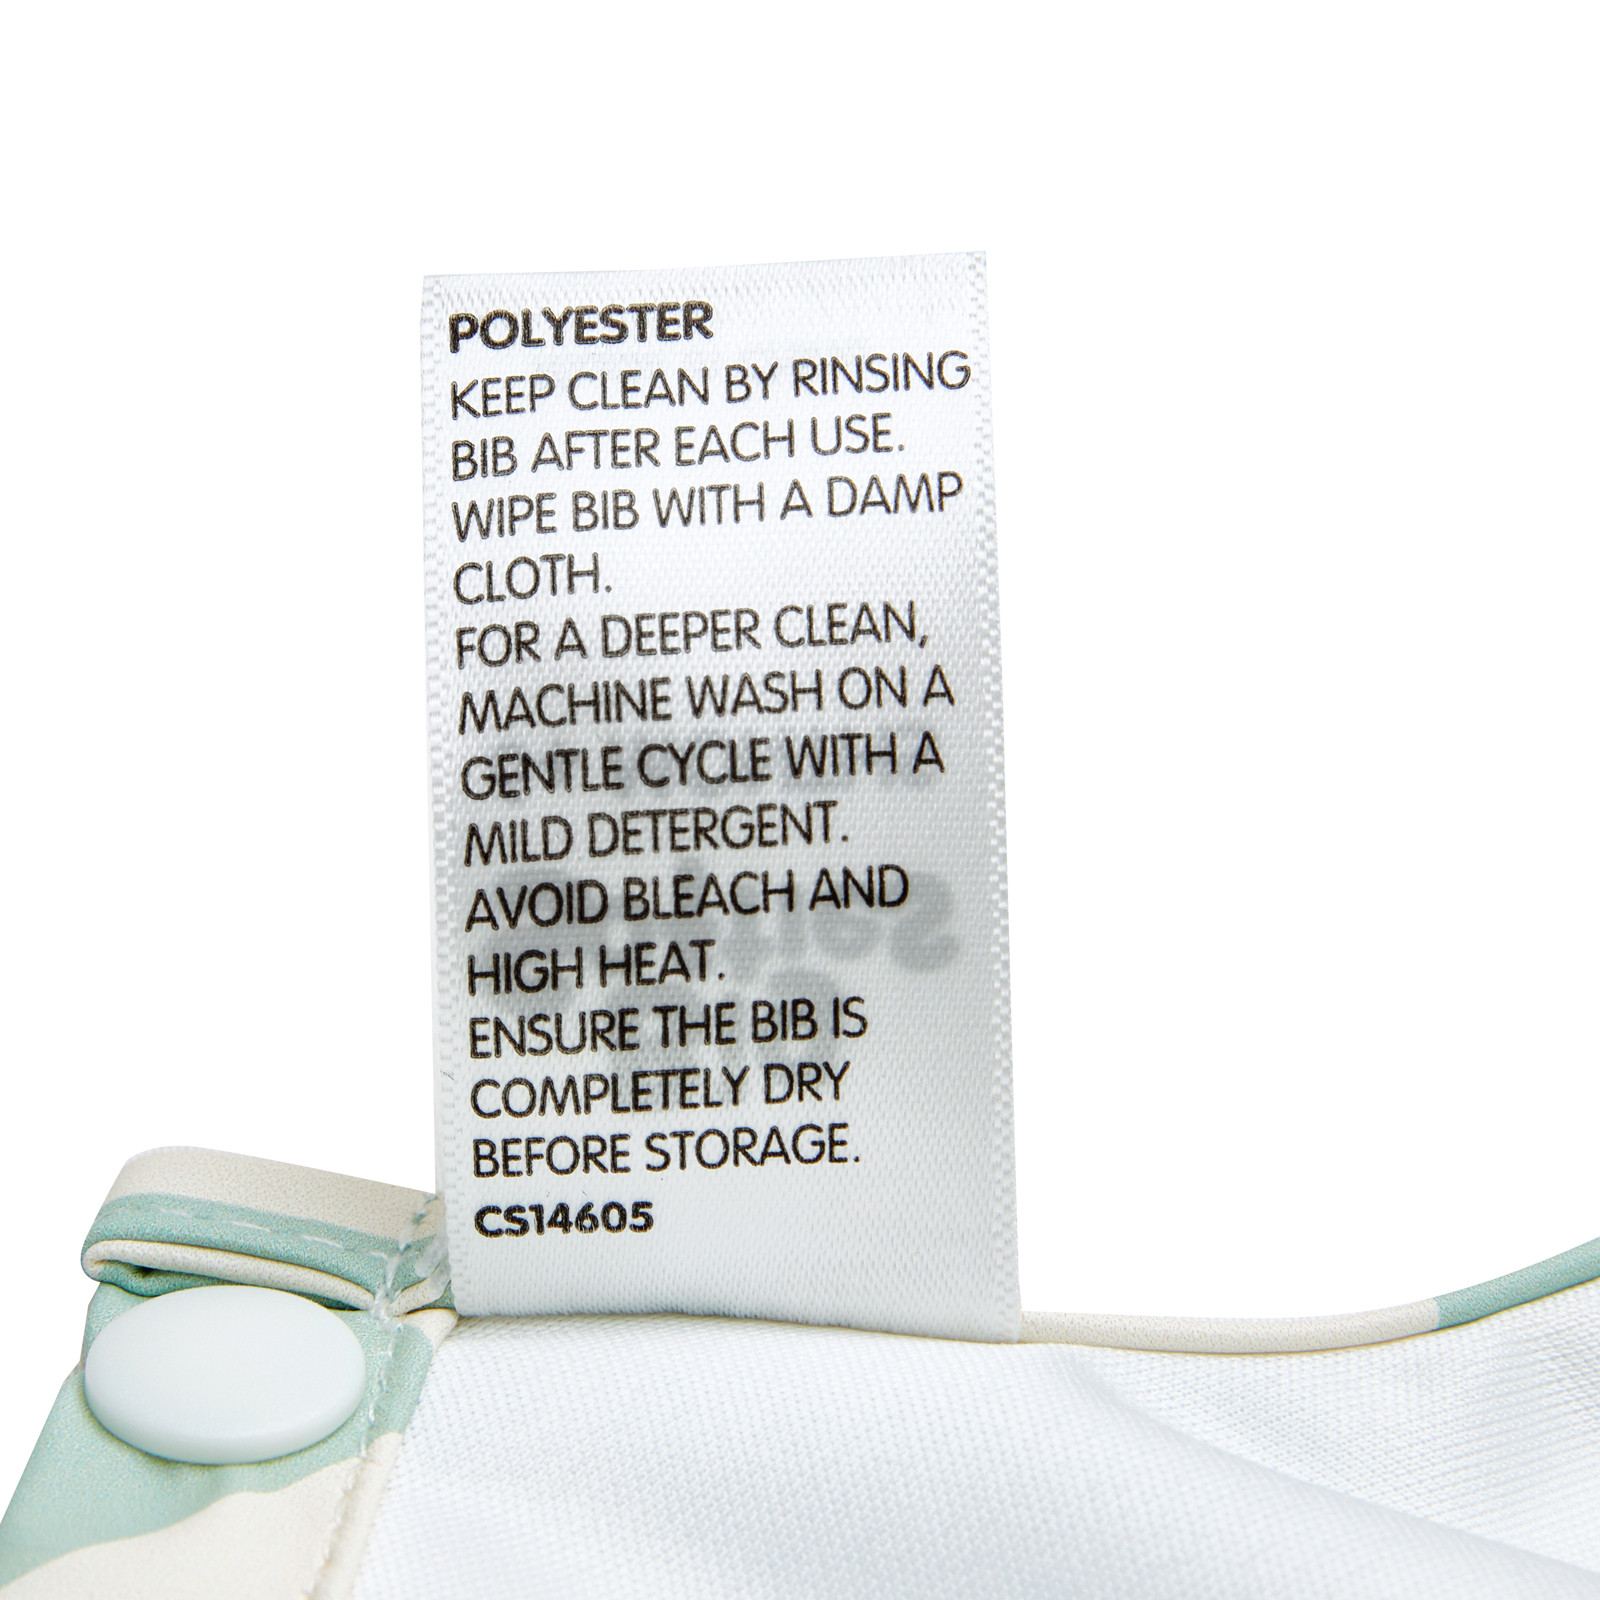 POLYESTER
KEEP CLEAN BY RINSING
BIB AFTER EACH USE.
WIPE BIB WITH A DAMP
CLOTH.
FOR A DEEPER CLEAN,
MACHINE WASH ON A
GENTLE CYCLE WITH A
MILD DETERGENT.
AVOID BLEACH AND
HIGH HEAT.
ENSURE THE BIB IS
COMPLETELY DRY
BEFORE STORAGE.
CS14605